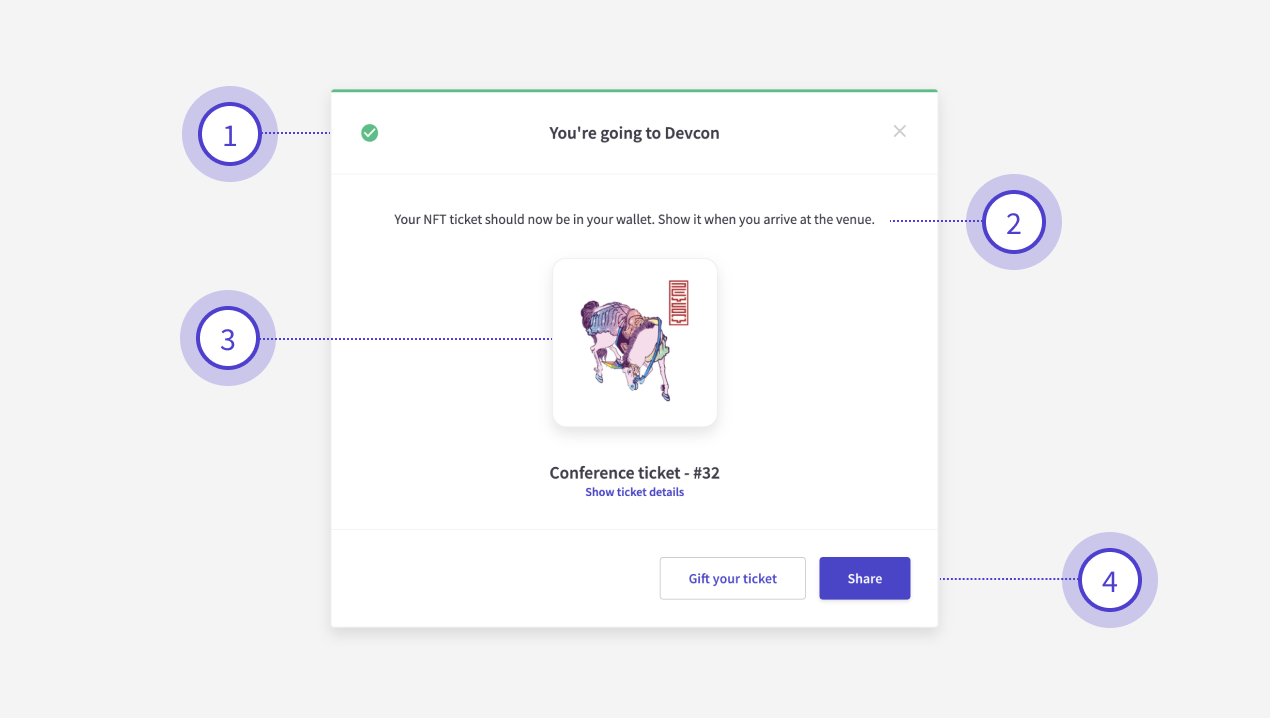 1
You're going to Devcon
2
Your NFT ticket should now be in your wallet. Show it when you arrive at the venue.
3
Conference ticket - #32
Show ticket details
Gift your ticket
Share
4